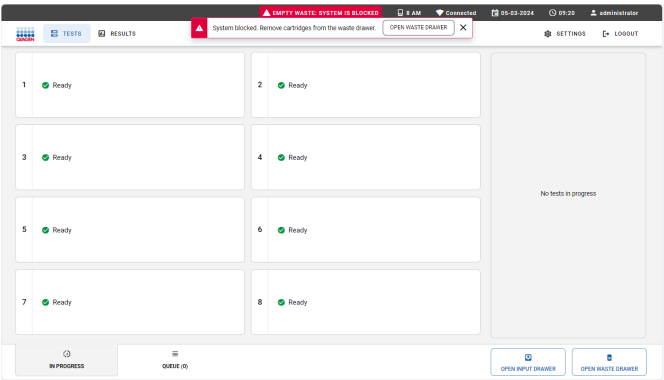 EMPTY WASTE: SYSTEM IS BLOCKED 8 AM Connected 05-03-2024 09:20 administrator
QIAGEN TESTS RESULTS System blocked. Remove cartridges from the waste drawer. OPEN WASTE DRAWER SETTINGS LOGOUT
1 Ready 2 Ready
3 Ready 4 Ready
No tests in progress
5 Ready 6 Ready
7 Ready 8 Ready
IN PROGRESS QUEUE (0) OPEN INPUT DRAWER OPEN WASTE DRAWER